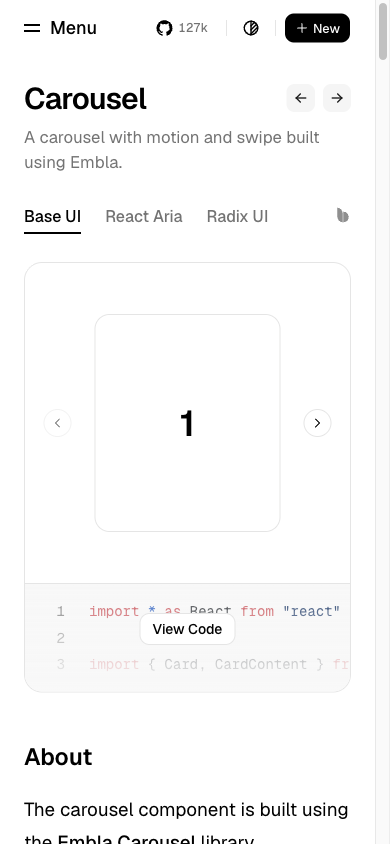 Menu
127k
New
Carousel
A carousel with motion and swipe built
using Embla.
Base UI
React Aria
Radix UI
1
1 import * as React from "react"
2
View Code
3 import { Card, CardContent } fr
About
The carousel component is built using
the Embla Carousel library.